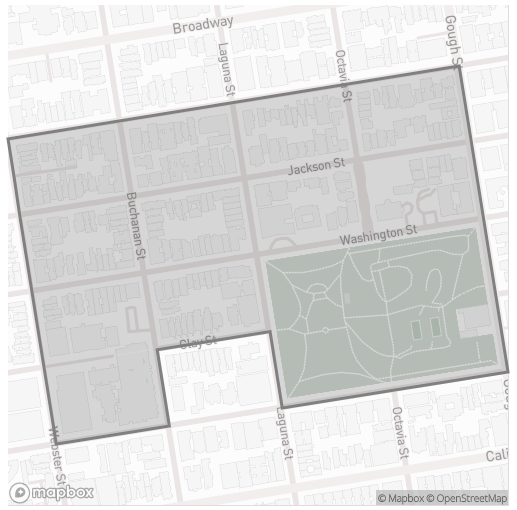 Broadway
Gough S
Laguna St
Octavia St
Jackson St
Buchanan St
Washington St
Clay St
Webster St
Laguna St
Octavia St
Cali
mapbox
© Mapbox © OpenStreetMap